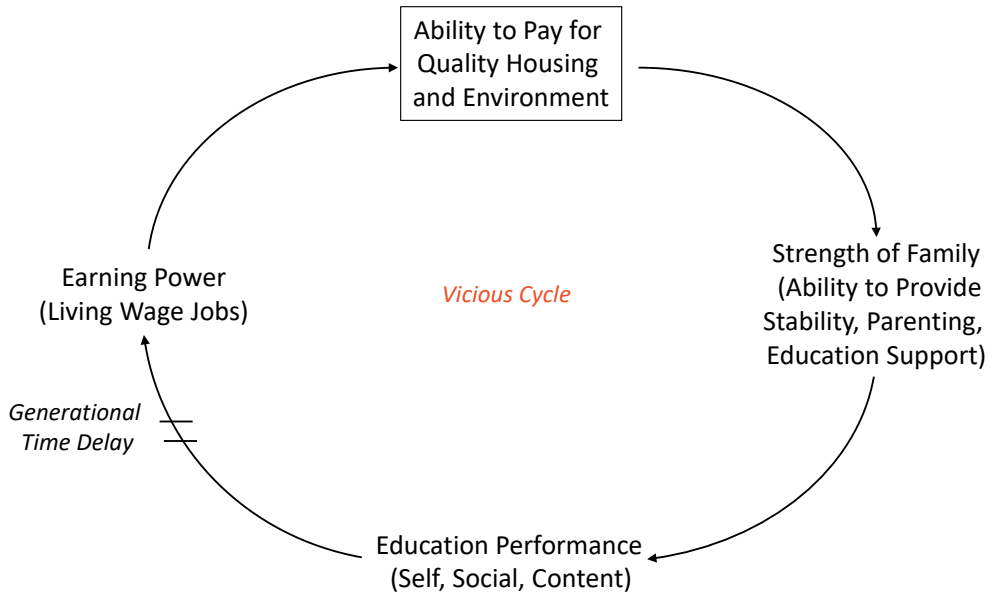 Ability to Pay for
Quality Housing
and Environment
Strength of Family
(Ability to Provide
Stability, Parenting,
Education Support)
Earning Power
(Living Wage Jobs)
Vicious Cycle
Generational
Time Delay
Education Performance
(Self, Social, Content)